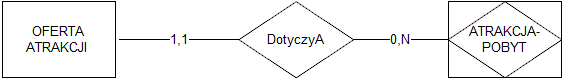 OFERTA
ATRAKCJI
1,1
DotyczyA
0,N
ATRAKCJA-
POBYT